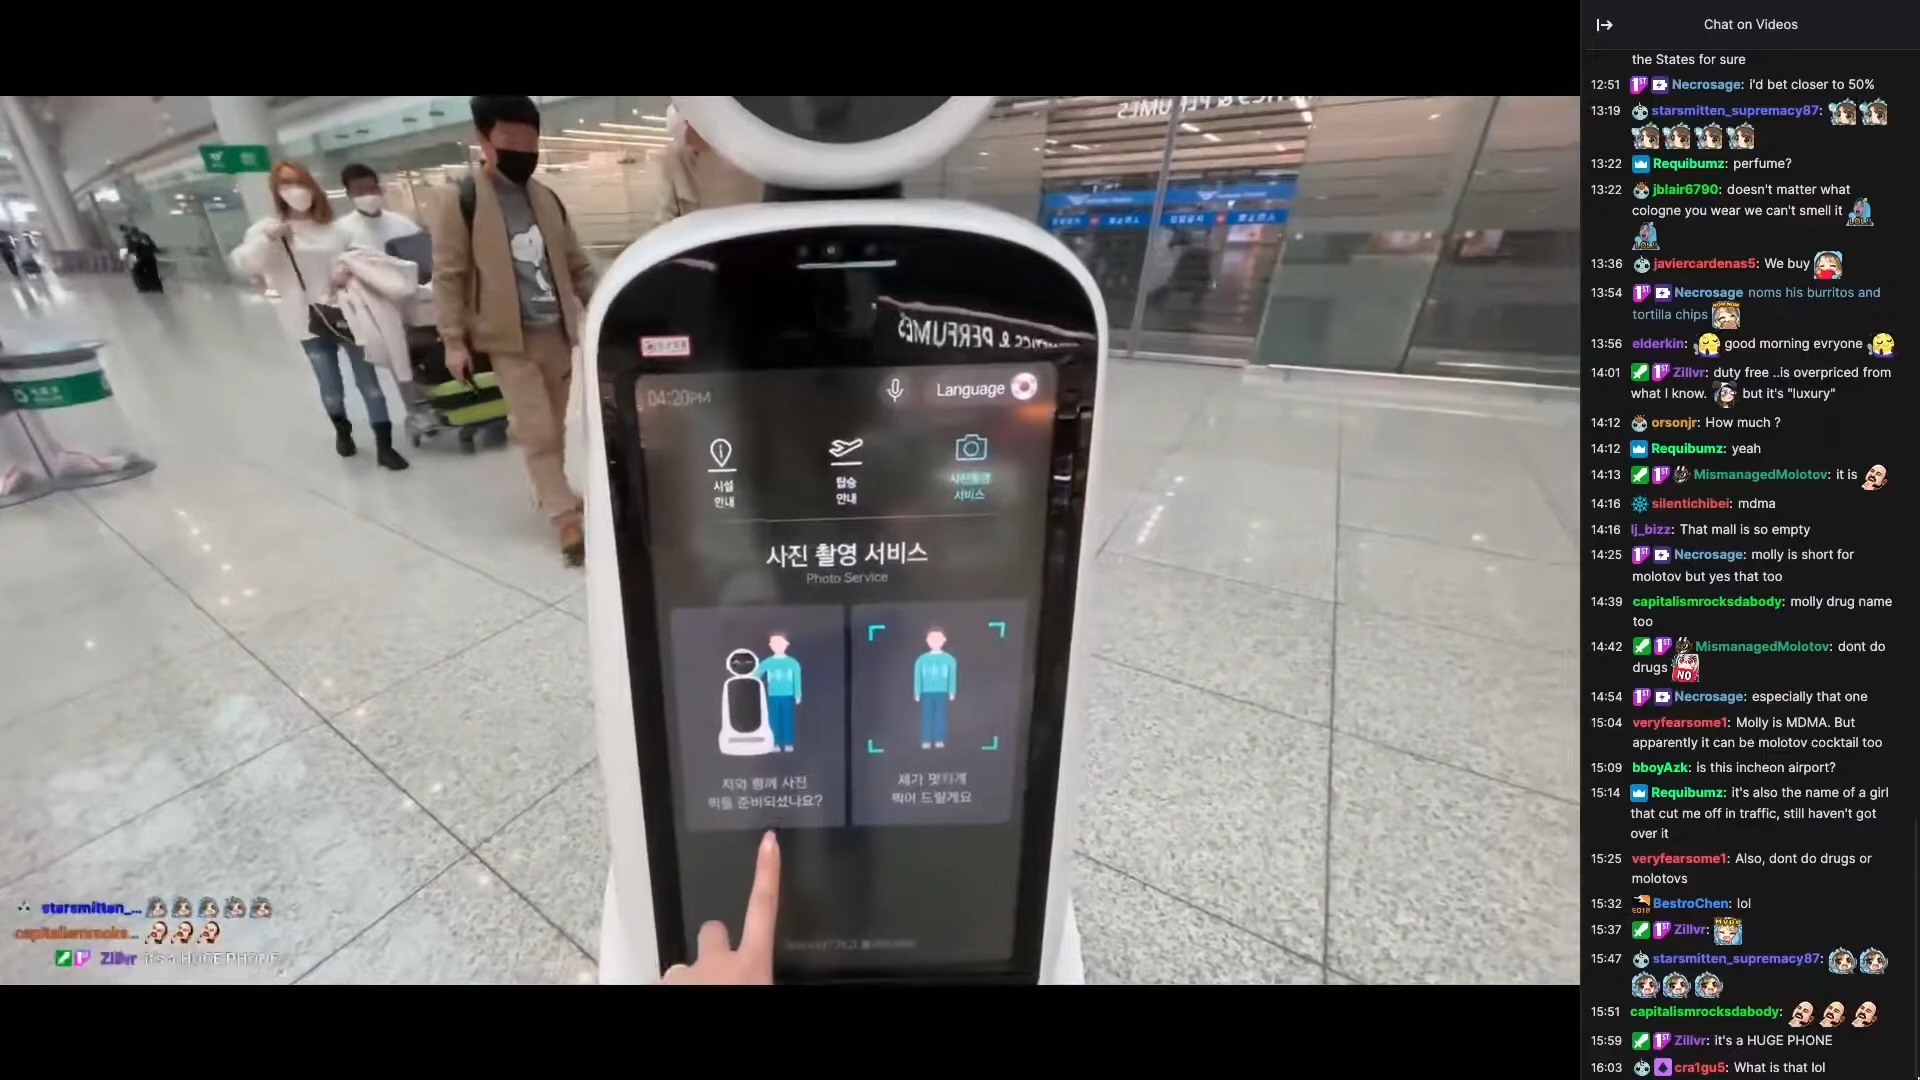 04:20PM
Language
시설
안내
탑승
안내
사진촬영
서비스
사진 촬영 서비스
Photo Service
저와 함께 사진
찍을 준비되셨나요?
제가 멋지게
찍어 드릴게요
& PERFUMES
starsmitten_...
capitalismrocks...
Zillvr it's a HUGE PHONE
Chat on Videos
the States for sure
12:51 Necrosage: i'd bet closer to 50%
13:19 starsmitten_supremacy87:
13:22 Requibumz: perfume?
13:22 jblair6790: doesn't matter what
cologne you wear we can't smell it
13:36 javiercardenas5: We buy
13:54 Necrosage noms his burritos and
tortilla chips
13:56 elderkin: good morning evryone
14:01 Zillvr: duty free ..is overpriced from
what I know. but it's "luxury"
14:12 orsonjr: How much ?
14:12 Requibumz: yeah
14:13 MismanagedMolotov: it is
14:16 silentichibei: mdma
14:16 lj_bizz: That mall is so empty
14:25 Necrosage: molly is short for
molotov but yes that too
14:39 capitalismrocksdabody: molly drug name
too
14:42 MismanagedMolotov: dont do
drugs NO
14:54 Necrosage: especially that one
15:04 veryfearsome1: Molly is MDMA. But
apparently it can be molotov cocktail too
15:09 bboyAzk: is this incheon airport?
15:14 Requibumz: it's also the name of a girl
that cut me off in traffic, still haven't got
over it
15:25 veryfearsome1: Also, dont do drugs or
molotovs
15:32 BestroChen: lol
15:37 Zillvr:
15:47 starsmitten_supremacy87:
15:51 capitalismrocksdabody:
15:59 Zillvr: it's a HUGE PHONE
16:03 cra1gu5: What is that lol